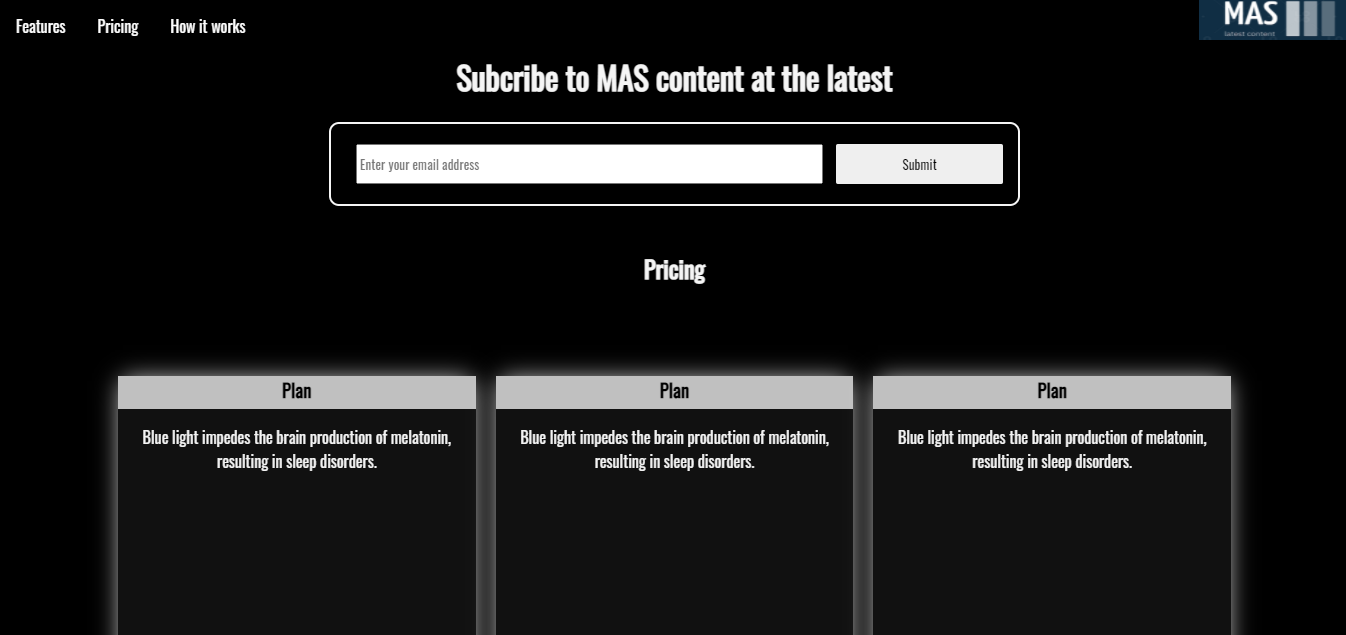 Features Pricing How it works
MAS
latest content
Subcribe to MAS content at the latest
Enter your email address
Submit
Pricing
Plan
Blue light impedes the brain production of melatonin,
resulting in sleep disorders.
Plan
Blue light impedes the brain production of melatonin,
resulting in sleep disorders.
Plan
Blue light impedes the brain production of melatonin,
resulting in sleep disorders.